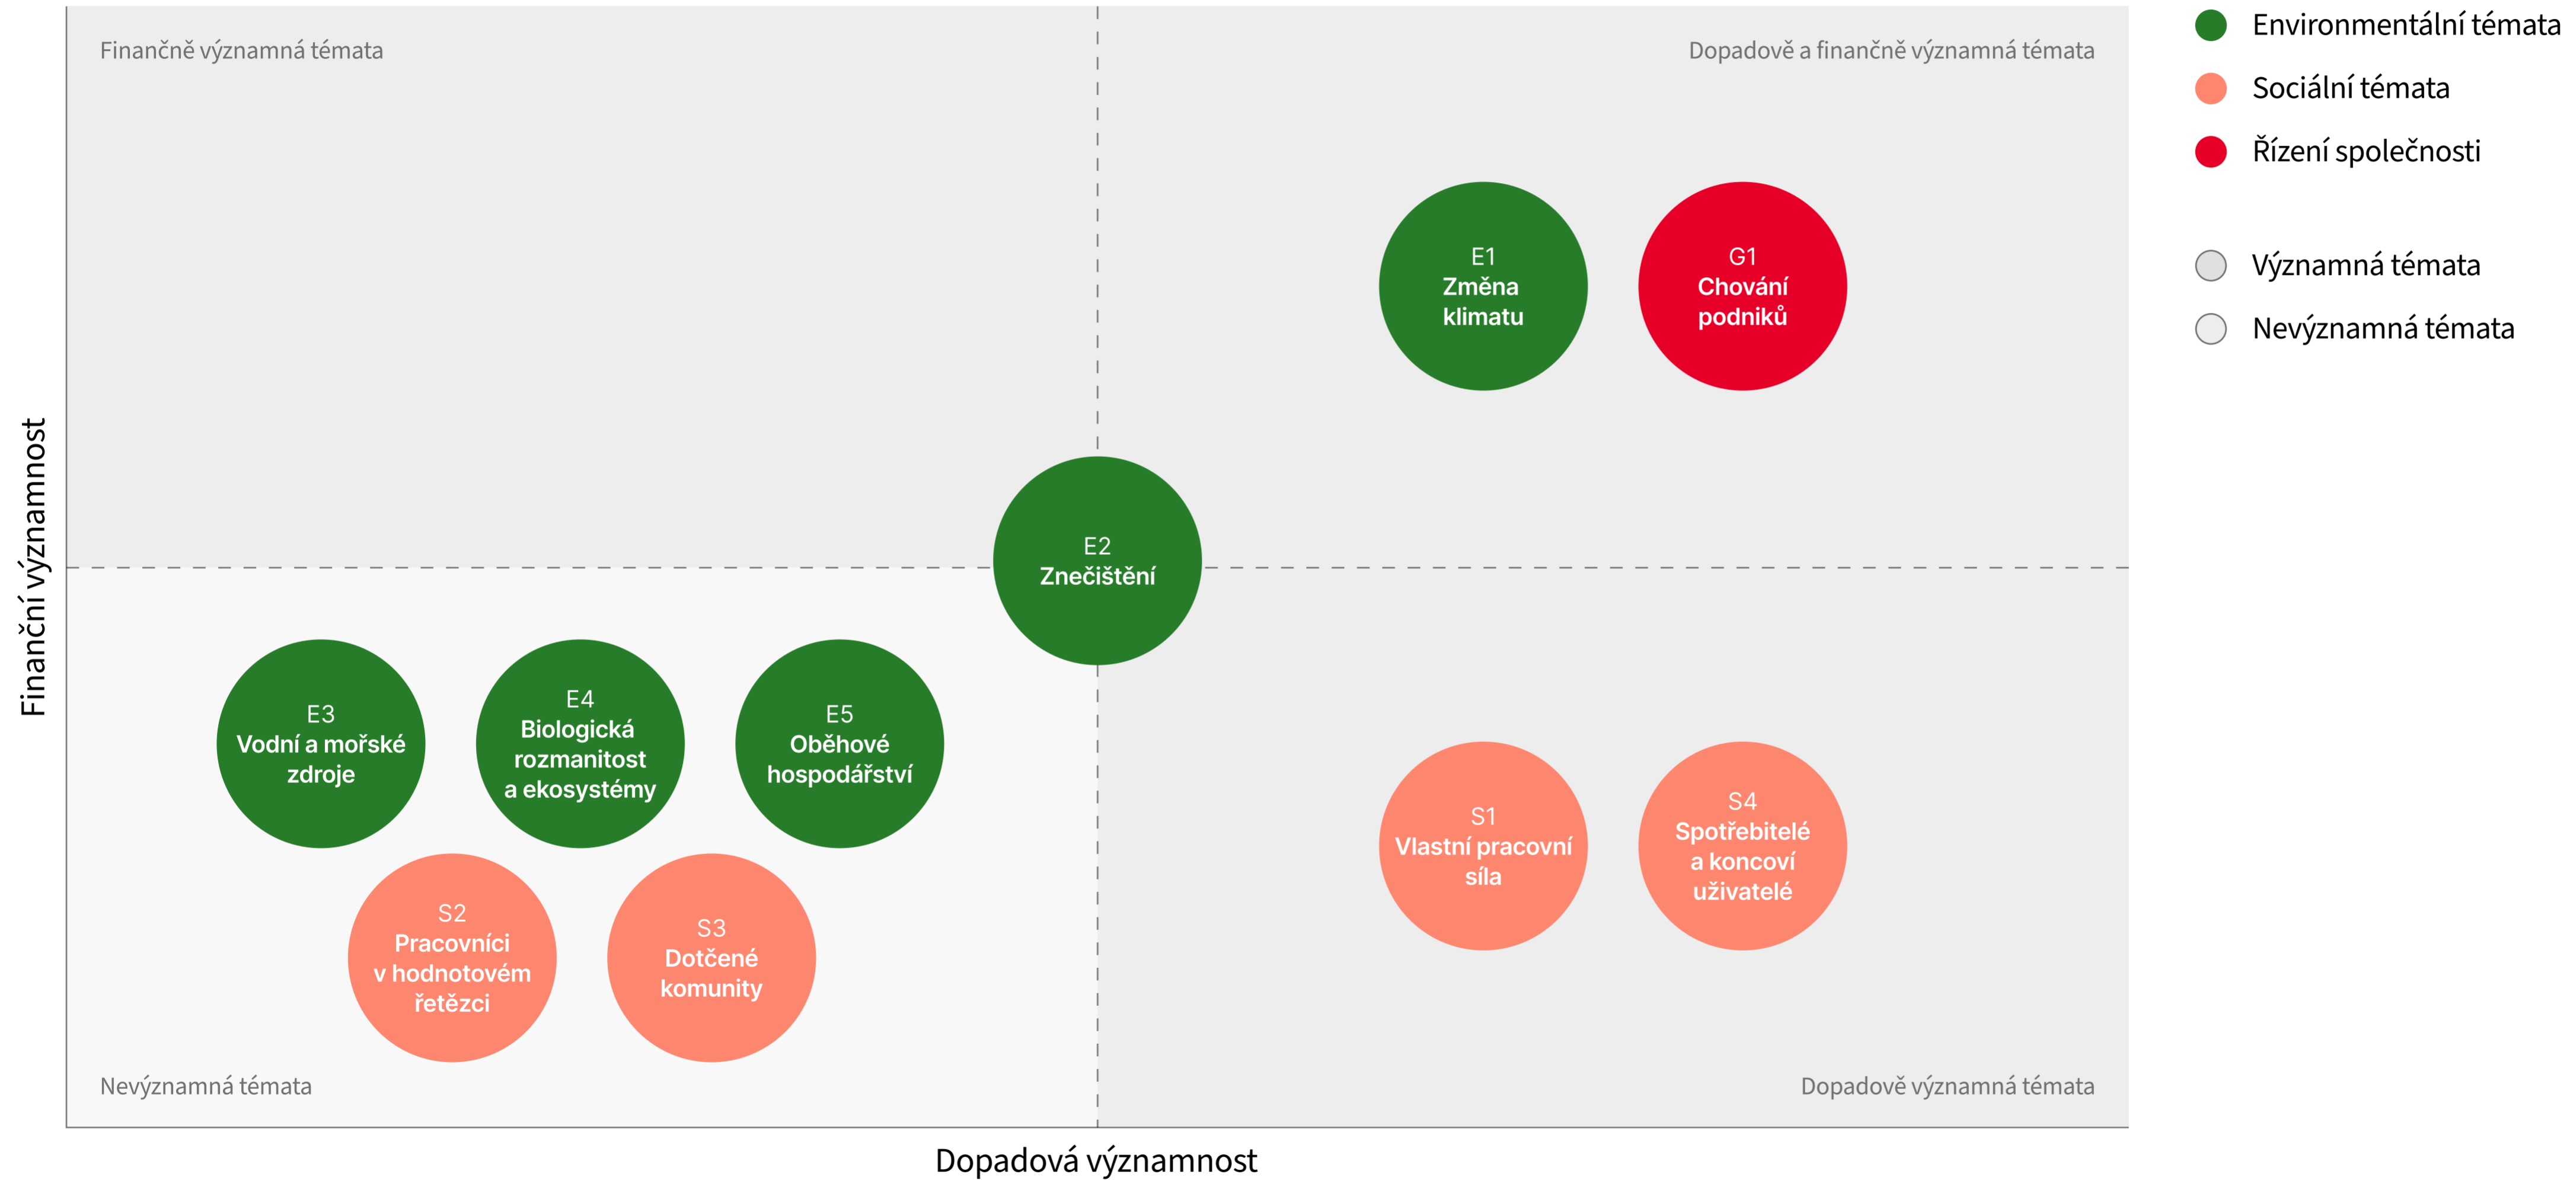 Finančně významná témata
Dopadově a finančně významná témata
Environmentální témata
Sociální témata
Řízení společnosti
Významná témata
Nevýznamná témata
E1
Změna
klimatu
G1
Chování
podniků
Finanční významnost
E2
Znečištění
E3
Vodní a mořské
zdroje
E4
Biologická
rozmanitost
a ekosystémy
E5
Oběhové
hospodářství
S1
Vlastní pracovní
síla
S4
Spotřebitelé
a koncoví
uživatelé
S2
Pracovníci
v hodnotovém
řetězci
S3
Dotčené
komunity
Nevýznamná témata
Dopadově významná témata
Dopadová významnost